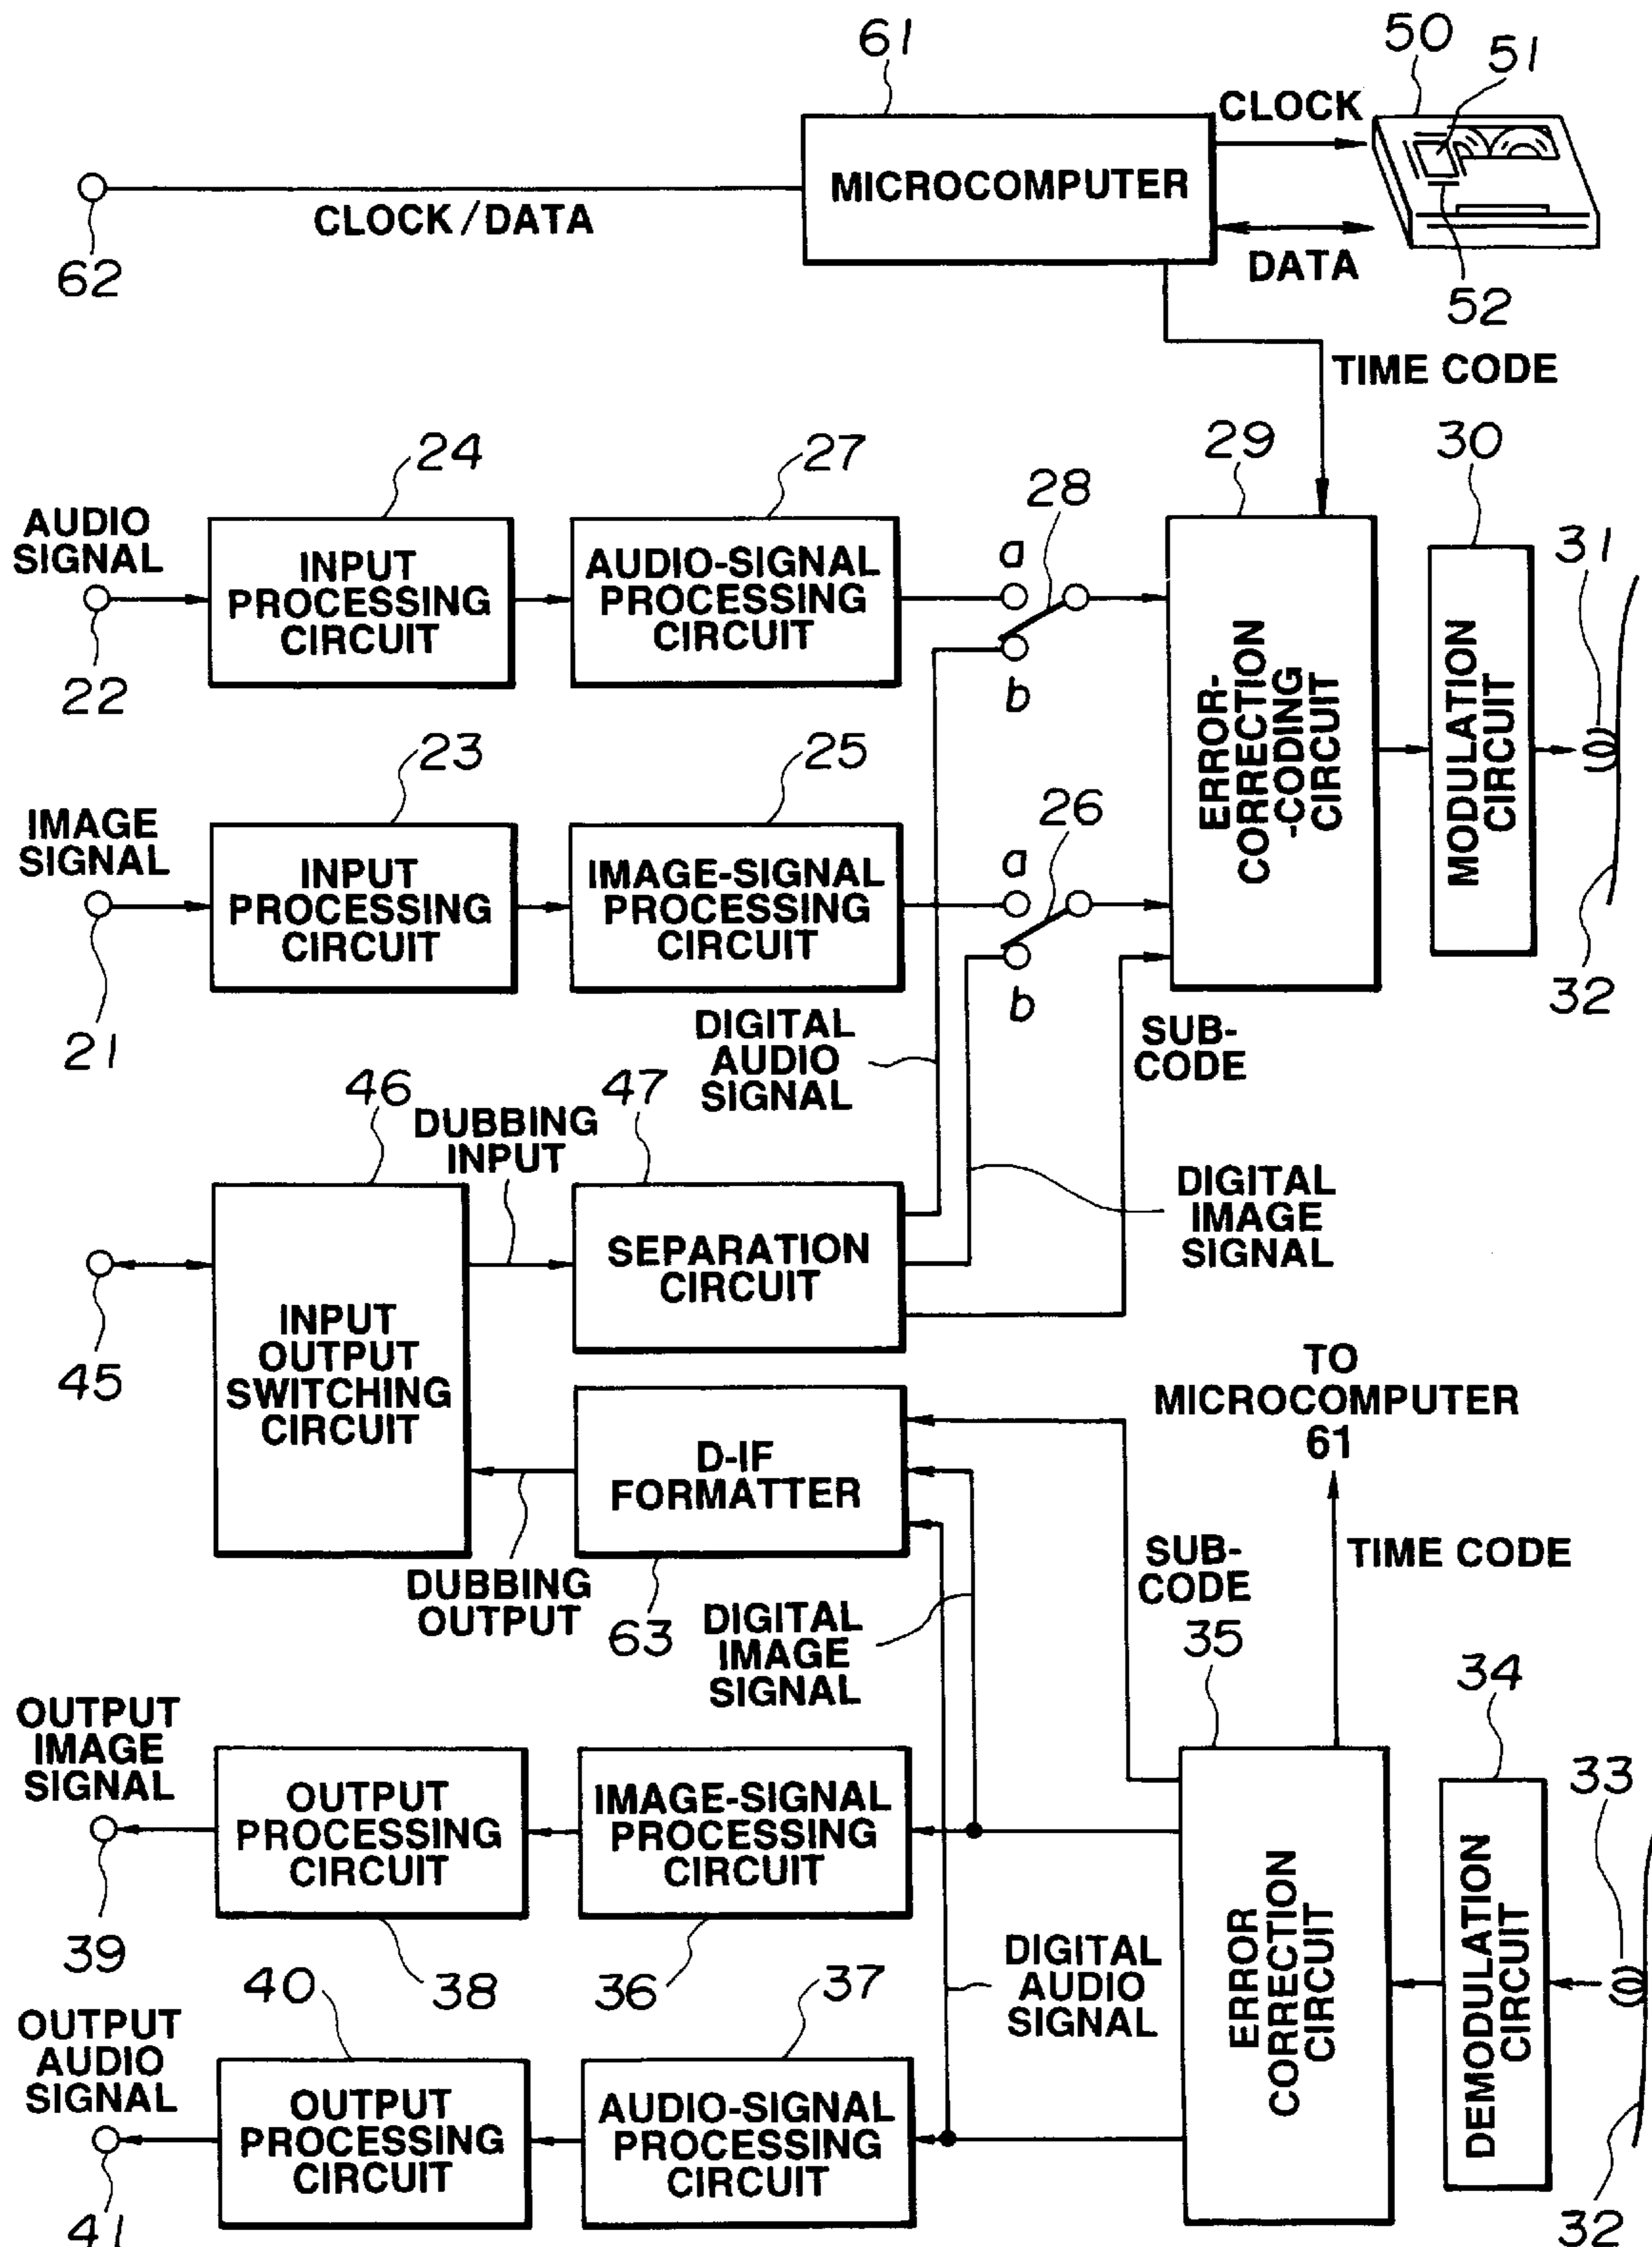 61
50
51
CLOCK
MICROCOMPUTER
CLOCK/DATA
62
DATA
52
TIME CODE
24
27
28
29
30
31
AUDIO
SIGNAL
INPUT
PROCESSING
CIRCUIT
AUDIO-SIGNAL
PROCESSING
CIRCUIT
a
b
22
ERROR-
CORRECTION
-CODING
CIRCUIT
MODULATION
CIRCUIT
23
25
26
IMAGE
SIGNAL
INPUT
PROCESSING
CIRCUIT
IMAGE-SIGNAL
PROCESSING
CIRCUIT
a
b
21
32
DIGITAL
AUDIO
SIGNAL
SUB-
CODE
46
DUBBING
INPUT
47
DIGITAL
IMAGE
SIGNAL
SEPARATION
CIRCUIT
45
INPUT
OUTPUT
SWITCHING
CIRCUIT
TO
MICROCOMPUTER
61
D-IF
FORMATTER
SUB-
CODE
TIME CODE
DUBBING
OUTPUT
63
DIGITAL
IMAGE
SIGNAL
35
34
33
OUTPUT
IMAGE
SIGNAL
OUTPUT
PROCESSING
CIRCUIT
IMAGE-SIGNAL
PROCESSING
CIRCUIT
39
38
36
ERROR
CORRECTION
CIRCUIT
DEMODULATION
CIRCUIT
DIGITAL
AUDIO
SIGNAL
40
37
OUTPUT
AUDIO
SIGNAL
OUTPUT
PROCESSING
CIRCUIT
AUDIO-SIGNAL
PROCESSING
CIRCUIT
41
32